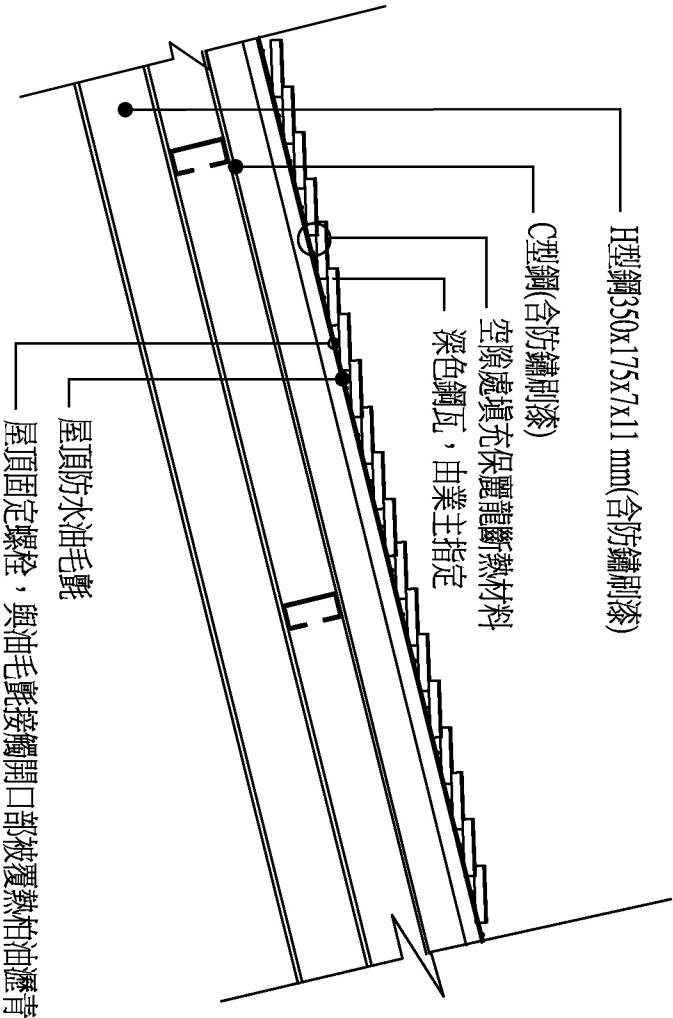 H型鋼350x175x7x11 mm(含防鏽刷漆)
C型鋼(含防鏽刷漆)
空隙處填充保麗龍斷熱材料
深色鋼瓦，由業主指定
屋頂防水油毛氈
屋頂固定螺栓，與油毛氈接觸開口部被覆熱柏油瀝青